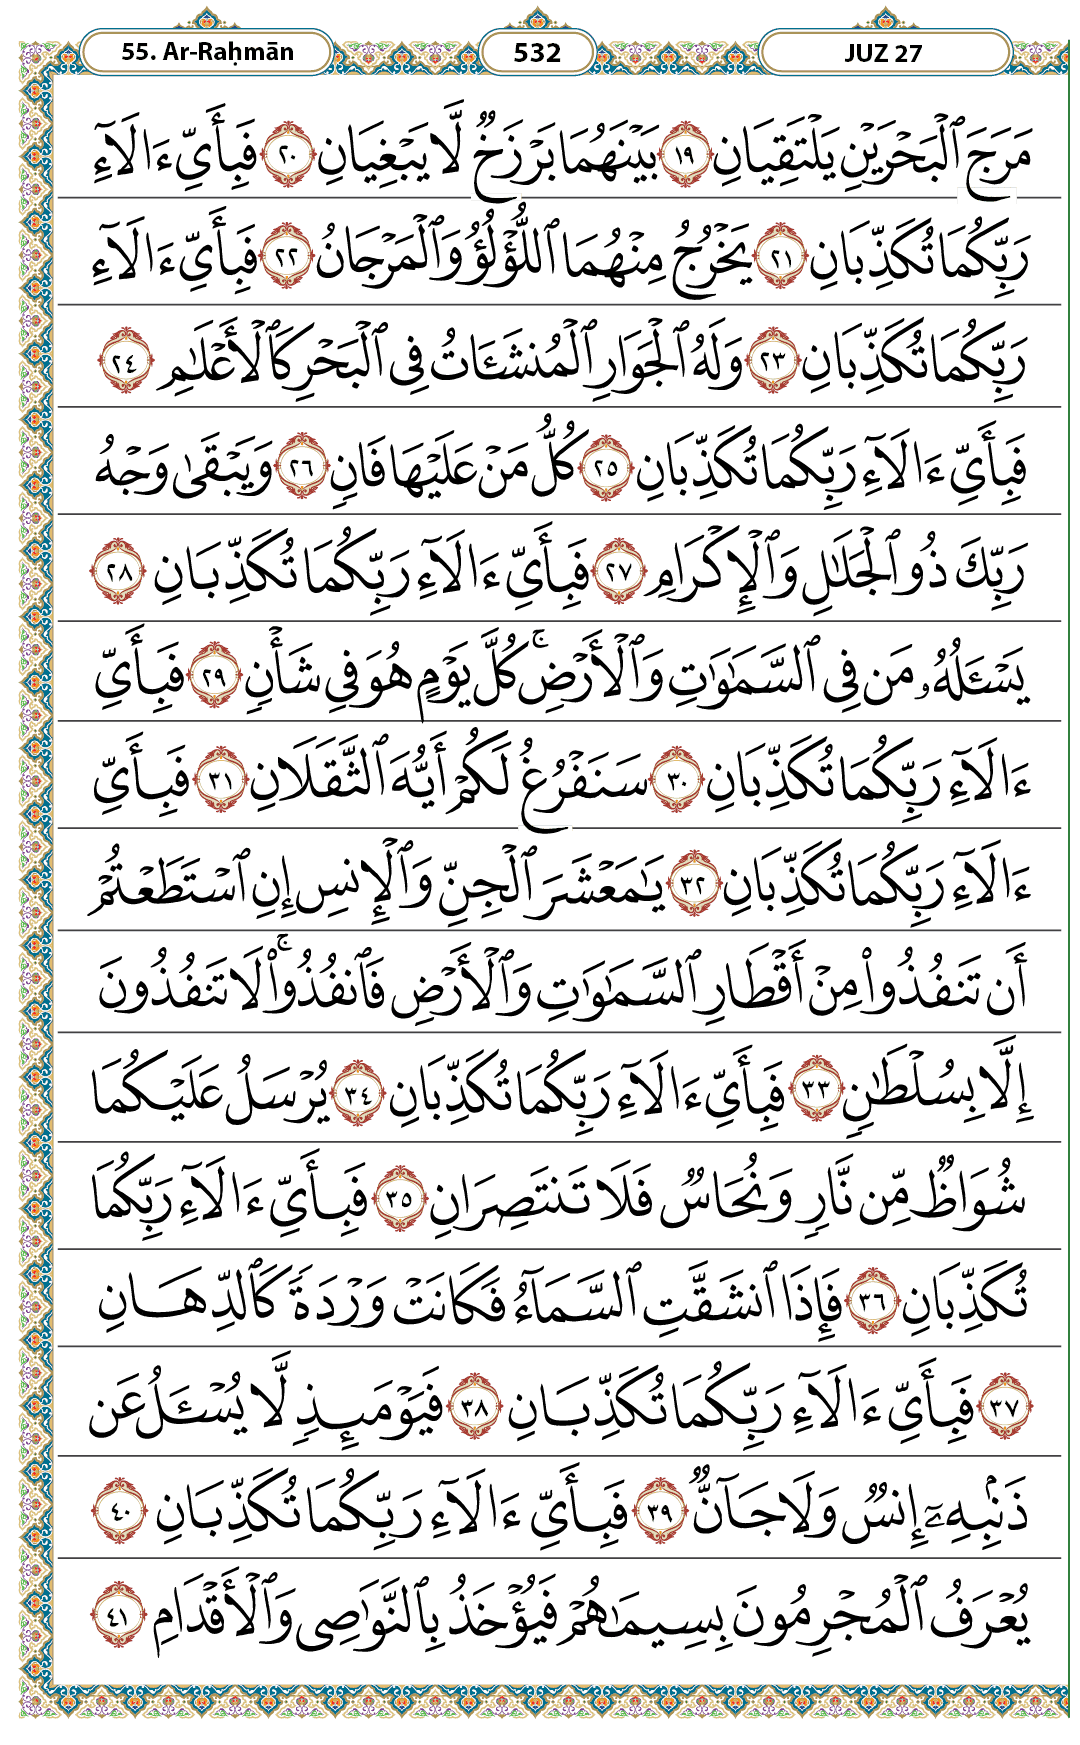 55. Ar-Raḥmān 532 JUZ 27
مَرَجَ ٱلْبَحْرَيْنِ يَلْتَقِيَانِ ١٩ بَيْنَهُمَا بَرْزَخٌ لَّا يَبْغِيَانِ ٢٠ فَبِأَيِّ ءَالَآءِ
رَبِّكُمَا تُكَذِّبَانِ ٢١ يَخْرُجُ مِنْهُمَا ٱللُّؤْلُؤُ وَٱلْمَرْجَانُ ٢٢ فَبِأَيِّ ءَالَآءِ
رَبِّكُمَا تُكَذِّبَانِ ٢٣ وَلَهُ ٱلْجَوَارِ ٱلْمُنشَـَٔاتُ فِى ٱلْبَحْرِ كَٱلْأَعْلَـٰمِ ٢٤
فَبِأَيِّ ءَالَآءِ رَبِّكُمَا تُكَذِّبَانِ ٢٥ كُلُّ مَنْ عَلَيْهَا فَانٍ ٢٦ وَيَبْقَىٰ وَجْهُ
رَبِّكَ ذُو ٱلْجَلَـٰلِ وَٱلْإِكْرَامِ ٢٧ فَبِأَيِّ ءَالَآءِ رَبِّكُمَا تُكَذِّبَانِ ٢٨
يَسْـَٔلُهُۥ مَن فِى ٱلسَّمَـٰوَٰتِ وَٱلْأَرْضِ ۚ كُلَّ يَوْمٍ هُوَ فِى شَأْنٍ ٢٩ فَبِأَيِّ
ءَالَآءِ رَبِّكُمَا تُكَذِّبَانِ ٣٠ سَنَفْرُغُ لَكُمْ أَيُّهَ ٱلثَّقَلَانِ ٣١ فَبِأَيِّ
ءَالَآءِ رَبِّكُمَا تُكَذِّبَانِ ٣٢ يَـٰمَعْشَرَ ٱلْجِنِّ وَٱلْإِنسِ إِنِ ٱسْتَطَعْتُمْ
أَن تَنفُذُوا۟ مِنْ أَقْطَارِ ٱلسَّمَـٰوَٰتِ وَٱلْأَرْضِ فَٱنفُذُوا۟ ۚ لَا تَنفُذُونَ
إِلَّا بِسُلْطَـٰنٍ ٣٣ فَبِأَيِّ ءَالَآءِ رَبِّكُمَا تُكَذِّبَانِ ٣٤ يُرْسَلُ عَلَيْكُمَا
شُوَاظٌ مِّن نَّارٍ وَنُحَاسٌ فَلَا تَنتَصِرَانِ ٣٥ فَبِأَيِّ ءَالَآءِ رَبِّكُمَا
تُكَذِّبَانِ ٣٦ فَإِذَا ٱنشَقَّتِ ٱلسَّمَآءُ فَكَانَتْ وَرْدَةً كَٱلدِّهَانِ
٣٧ فَبِأَيِّ ءَالَآءِ رَبِّكُمَا تُكَذِّبَانِ ٣٨ فَيَوْمَئِذٍ لَّا يُسْـَٔلُ عَن
ذَنۢبِهِۦٓ إِنسٌ وَلَا جَآنٌّ ٣٩ فَبِأَيِّ ءَالَآءِ رَبِّكُمَا تُكَذِّبَانِ ٤٠
يُعْرَفُ ٱلْمُجْرِمُونَ بِسِيمَـٰهُمْ فَيُؤْخَذُ بِٱلنَّوَٰصِى وَٱلْأَقْدَامِ ٤١